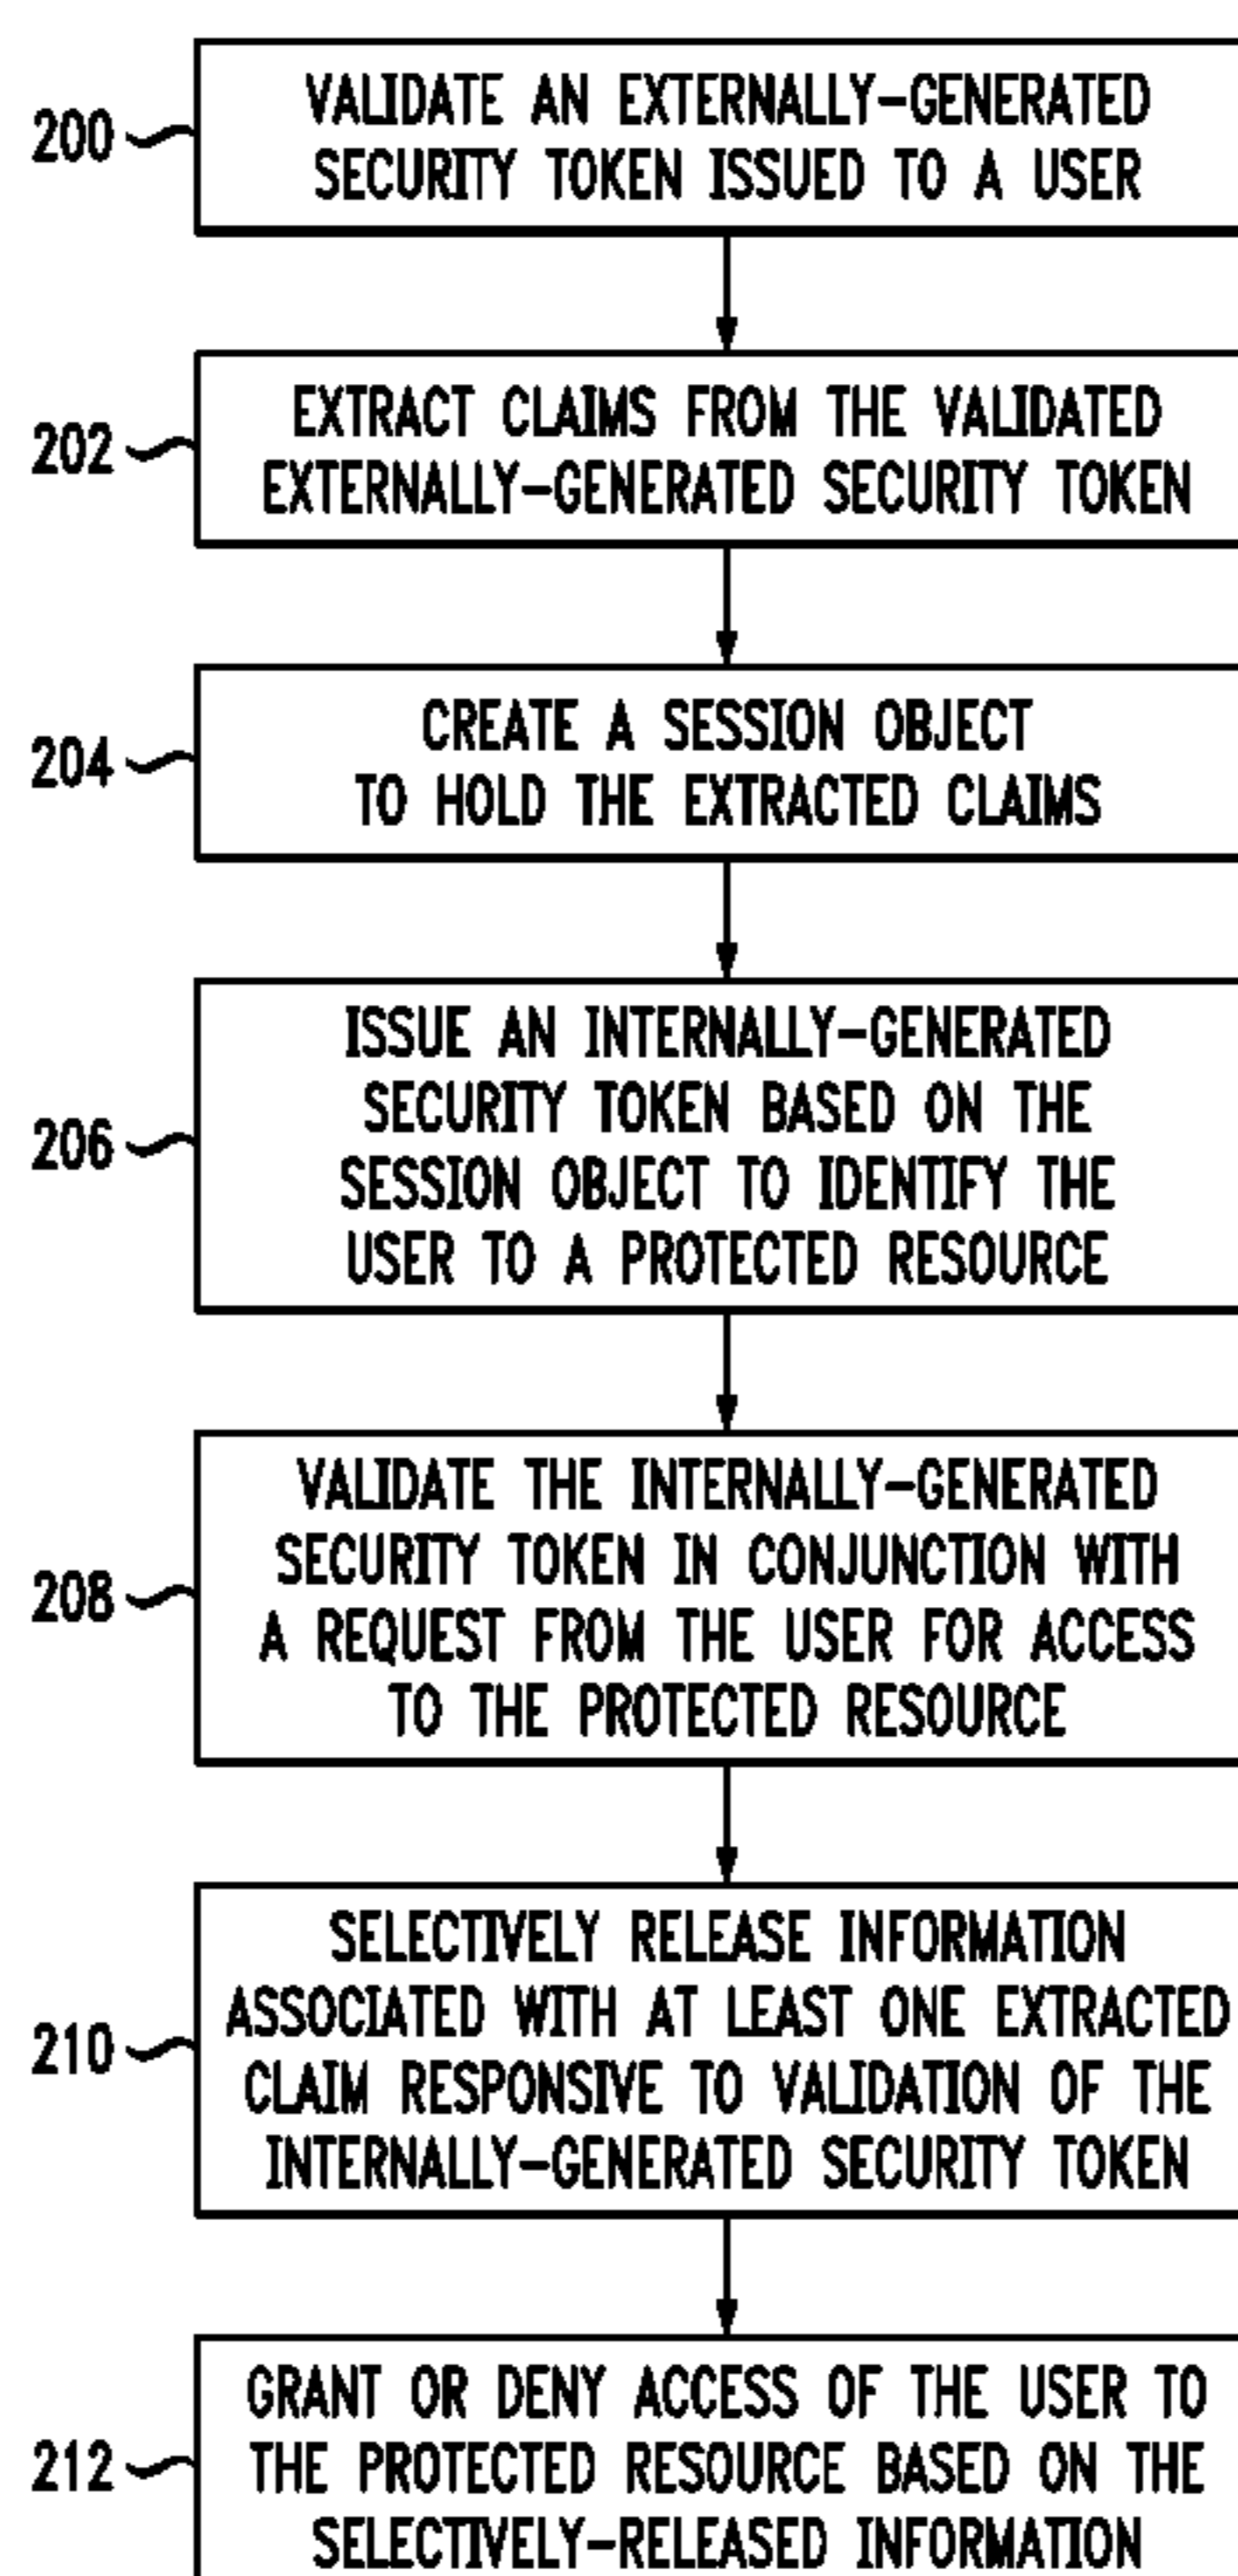 200
VALIDATE AN EXTERNALLY-GENERATED
SECURITY TOKEN ISSUED TO A USER
202
EXTRACT CLAIMS FROM THE VALIDATED
EXTERNALLY-GENERATED SECURITY TOKEN
204
CREATE A SESSION OBJECT
TO HOLD THE EXTRACTED CLAIMS
206
ISSUE AN INTERNALLY-GENERATED
SECURITY TOKEN BASED ON THE
SESSION OBJECT TO IDENTIFY THE
USER TO A PROTECTED RESOURCE
208
VALIDATE THE INTERNALLY-GENERATED
SECURITY TOKEN IN CONJUNCTION WITH
A REQUEST FROM THE USER FOR ACCESS
TO THE PROTECTED RESOURCE
210
SELECTIVELY RELEASE INFORMATION
ASSOCIATED WITH AT LEAST ONE EXTRACTED
CLAIM RESPONSIVE TO VALIDATION OF THE
INTERNALLY-GENERATED SECURITY TOKEN
212
GRANT OR DENY ACCESS OF THE USER TO
THE PROTECTED RESOURCE BASED ON THE
SELECTIVELY-RELEASED INFORMATION